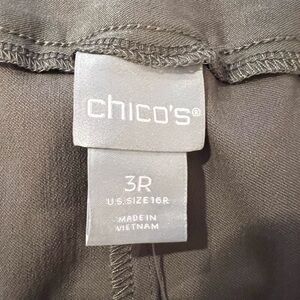 chico's®
3R
U.S. SIZE 16R
MADE IN
VIETNAM